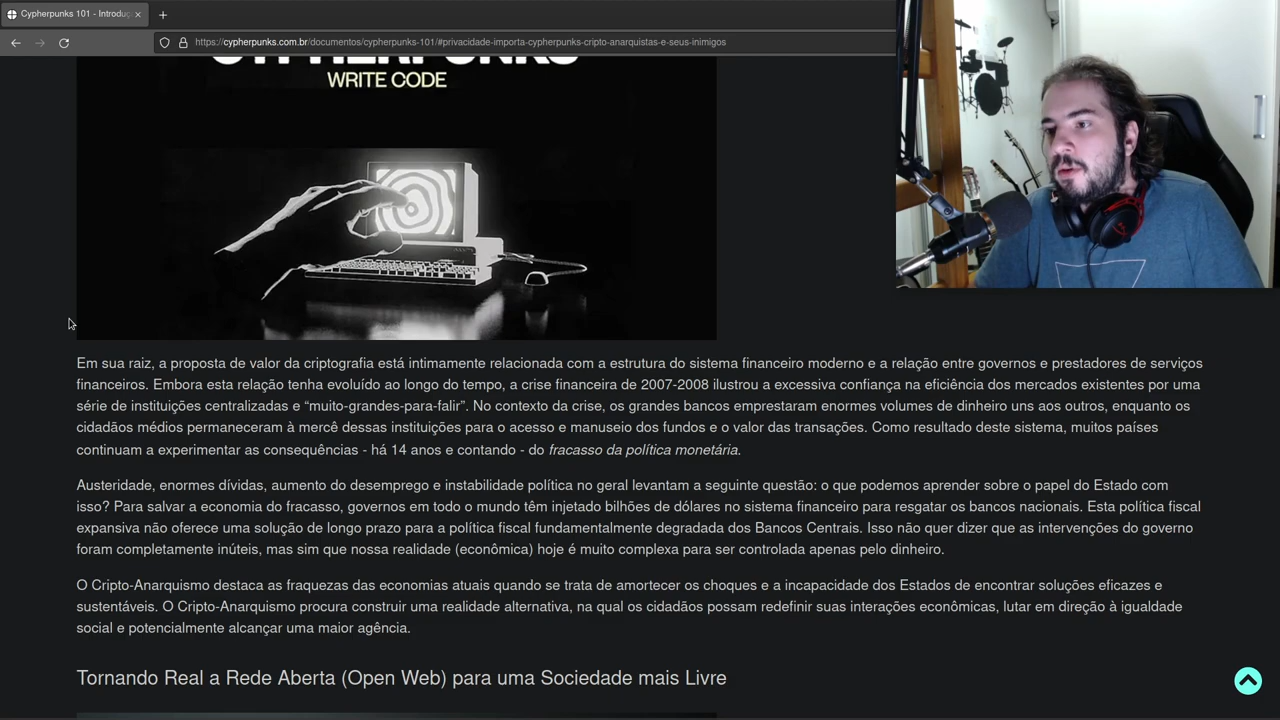 Cypherpunks 101 - Introduç
https://cypherpunks.com.br/documentos/cypherpunks-101/#privacidade-importa-cypherpunks-cripto-anarquistas-e-seus-inimigos
CYPHERPUNKS
WRITE CODE
Em sua raiz, a proposta de valor da criptografia está intimamente relacionada com a estrutura do sistema financeiro moderno e a relação entre governos e prestadores de serviços
financeiros. Embora esta relação tenha evoluído ao longo do tempo, a crise financeira de 2007-2008 ilustrou a excessiva confiança na eficiência dos mercados existentes por uma
série de instituições centralizadas e “muito-grandes-para-falir”. No contexto da crise, os grandes bancos emprestaram enormes volumes de dinheiro uns aos outros, enquanto os
cidadãos médios permaneceram à mercê dessas instituições para o acesso e manuseio dos fundos e o valor das transações. Como resultado deste sistema, muitos países
continuam a experimentar as consequências - há 14 anos e contando - do fracasso da política monetária.
Austeridade, enormes dívidas, aumento do desemprego e instabilidade política no geral levantam a seguinte questão: o que podemos aprender sobre o papel do Estado com
isso? Para salvar a economia do fracasso, governos em todo o mundo têm injetado bilhões de dólares no sistema financeiro para resgatar os bancos nacionais. Esta política fiscal
expansiva não oferece uma solução de longo prazo para a política fiscal fundamentalmente degradada dos Bancos Centrais. Isso não quer dizer que as intervenções do governo
foram completamente inúteis, mas sim que nossa realidade (econômica) hoje é muito complexa para ser controlada apenas pelo dinheiro.
O Cripto-Anarquismo destaca as fraquezas das economias atuais quando se trata de amortecer os choques e a incapacidade dos Estados de encontrar soluções eficazes e
sustentáveis. O Cripto-Anarquismo procura construir uma realidade alternativa, na qual os cidadãos possam redefinir suas interações econômicas, lutar em direção à igualdade
social e potencialmente alcançar uma maior agência.
Tornando Real a Rede Aberta (Open Web) para uma Sociedade mais Livre